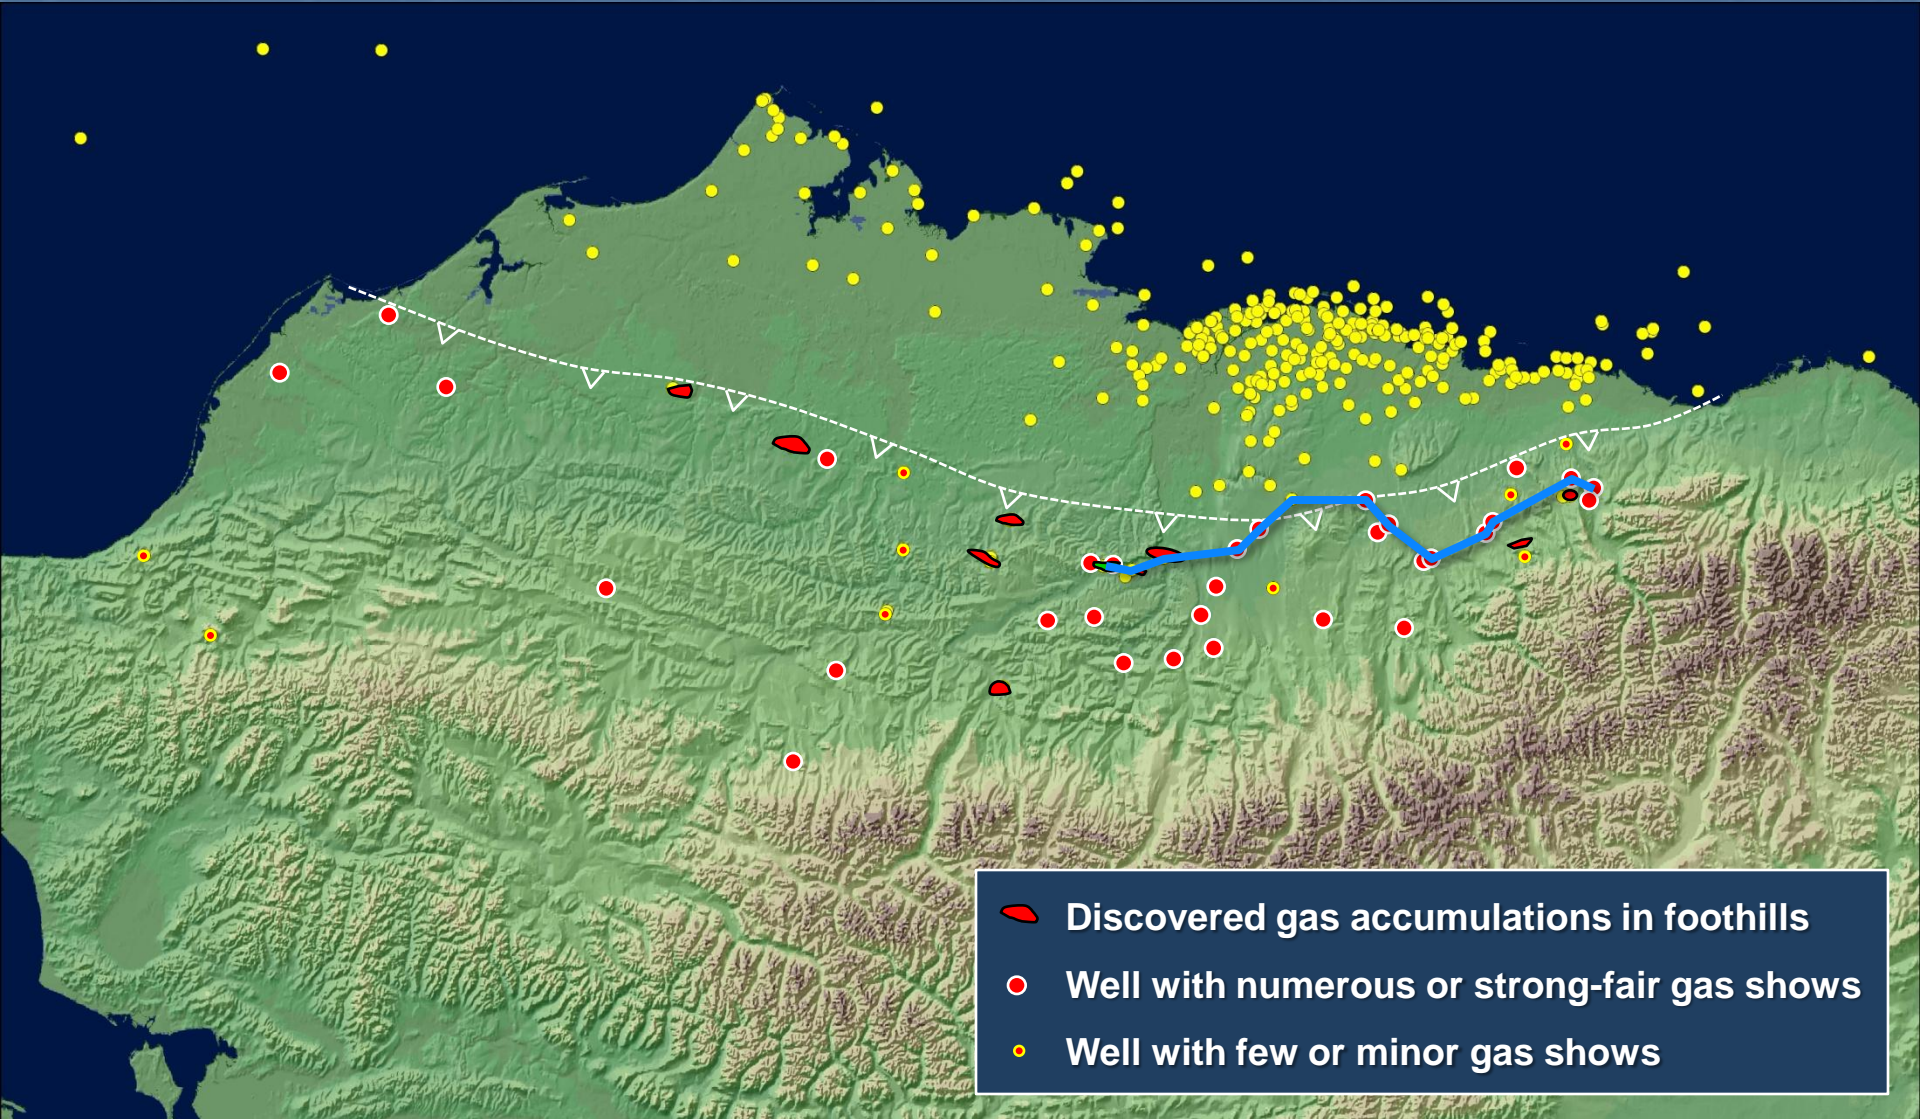 Discovered gas accumulations in foothills
Well with numerous or strong-fair gas shows
Well with few or minor gas shows